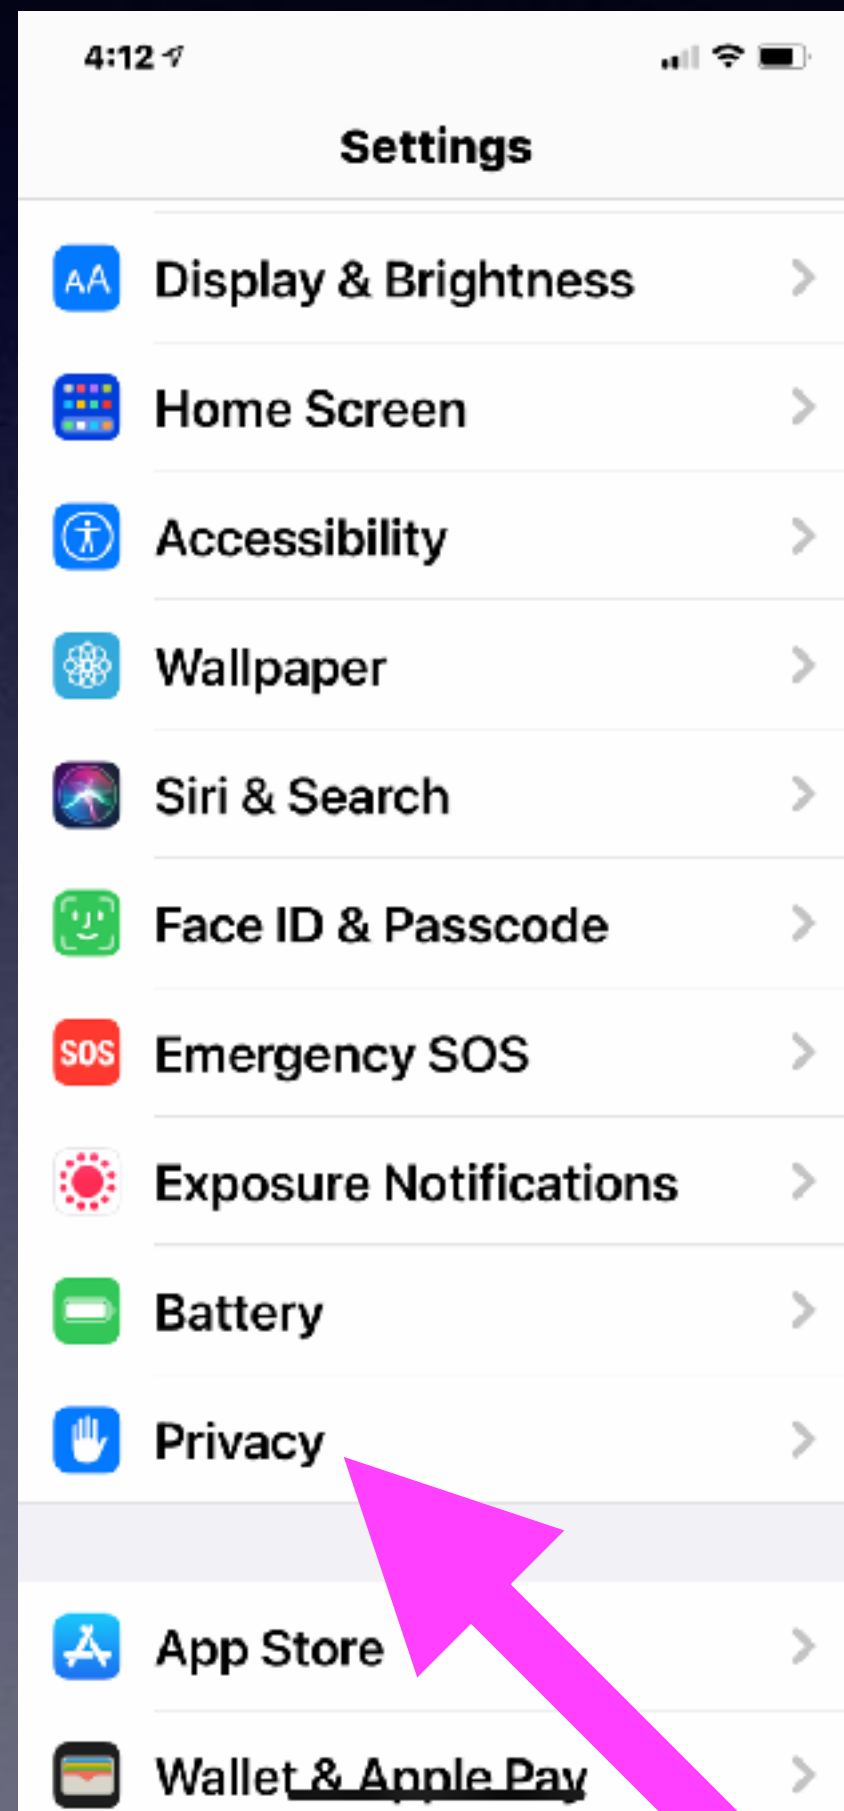 4:12
Settings
AA Display & Brightness
Home Screen
Accessibility
Wallpaper
Siri & Search
Face ID & Passcode
SOS Emergency SOS
Exposure Notifications
Battery
Privacy
App Store
Wallet & Apple Pay